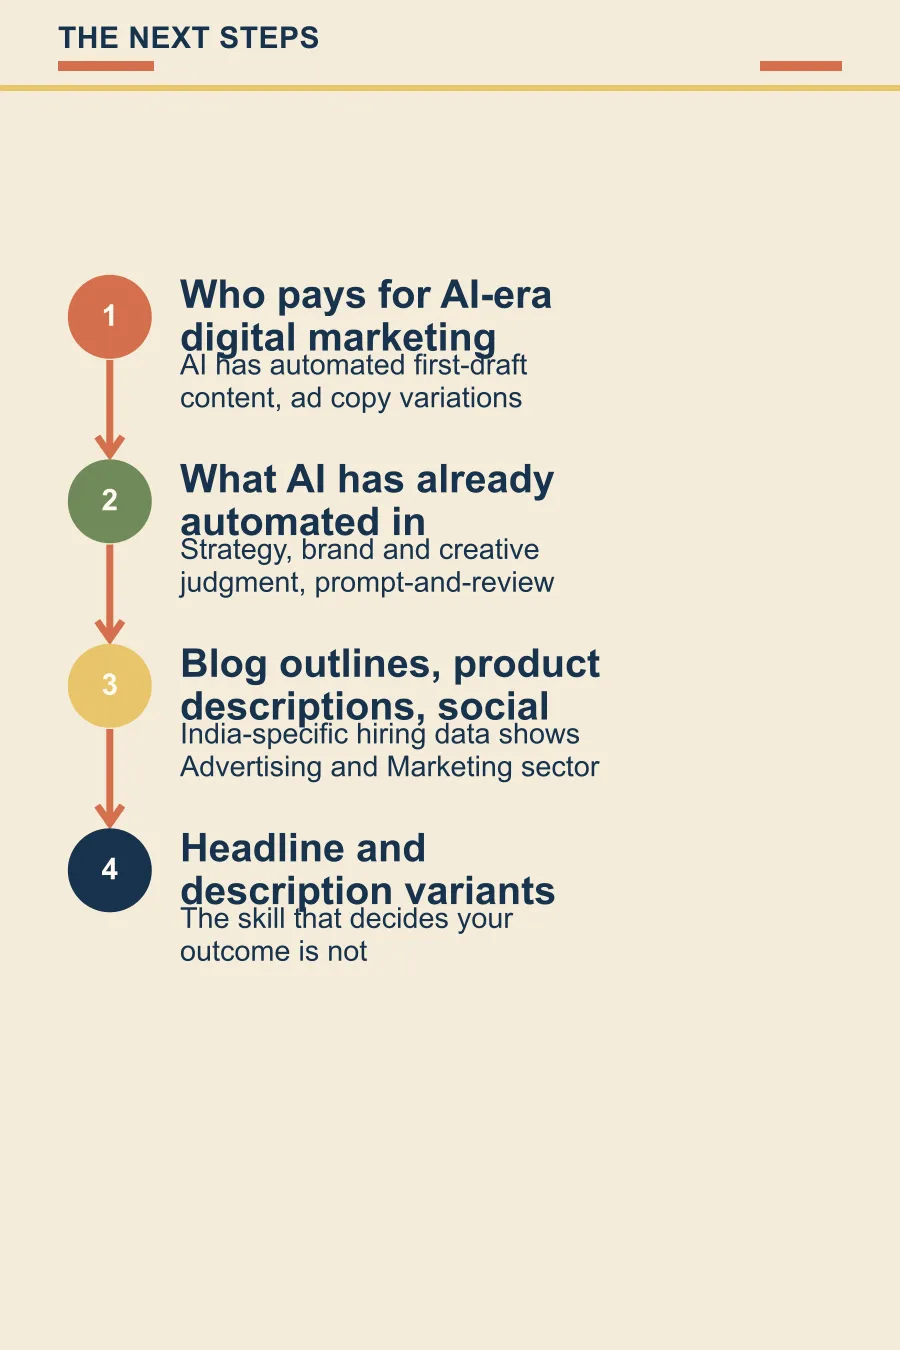 THE NEXT STEPS
1
Who pays for AI-era
digital marketing
AI has automated first-draft
content, ad copy variations
2
What AI has already
automated in
Strategy, brand and creative
judgment, prompt-and-review
3
Blog outlines, product
descriptions, social
India-specific hiring data shows
Advertising and Marketing sector
4
Headline and
description variants
The skill that decides your
outcome is not